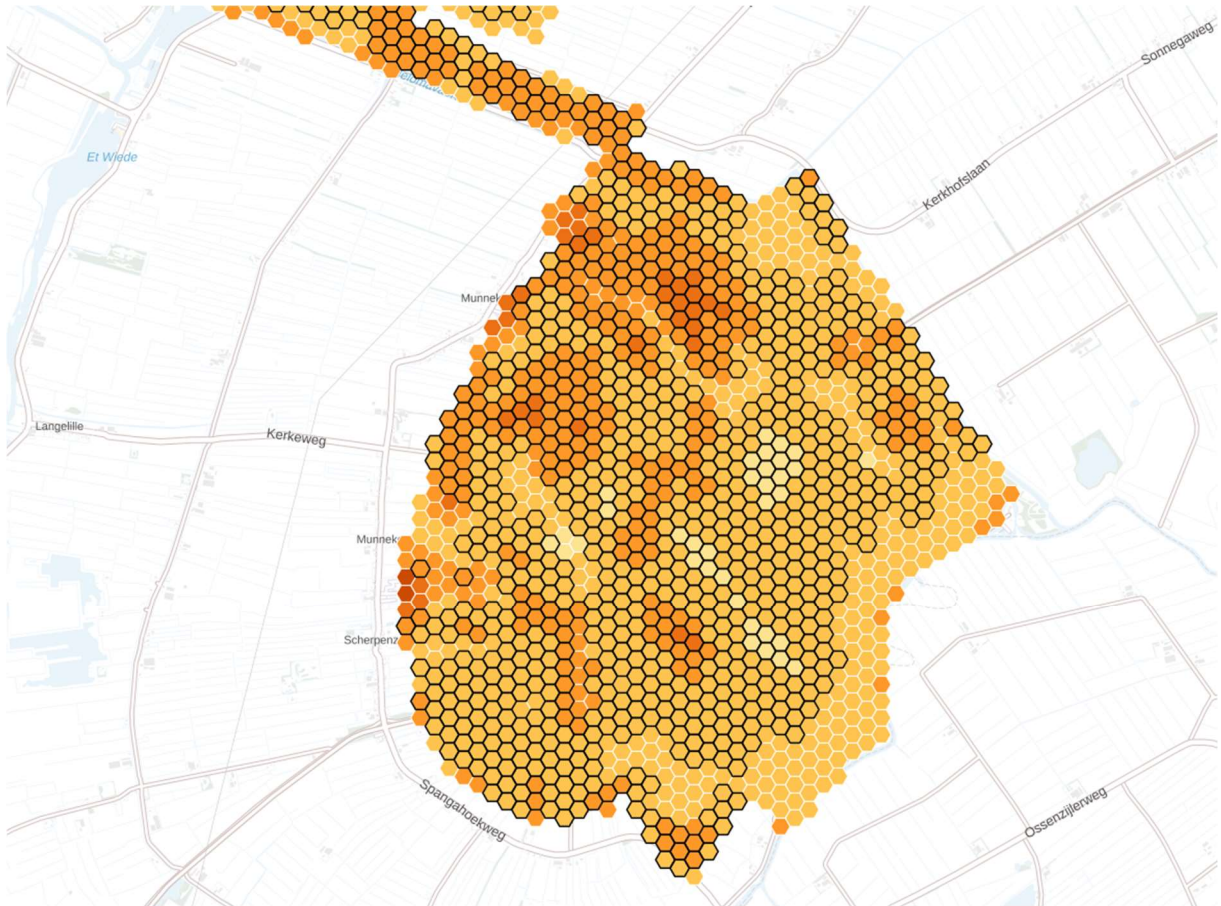 Sonnegaweg
Et Wiede
Kerkhofslaan
Munnek
Langelille
Kerkeweg
Munnek
Scherpenz
Spangahoekweg
Ossenzijlerweg